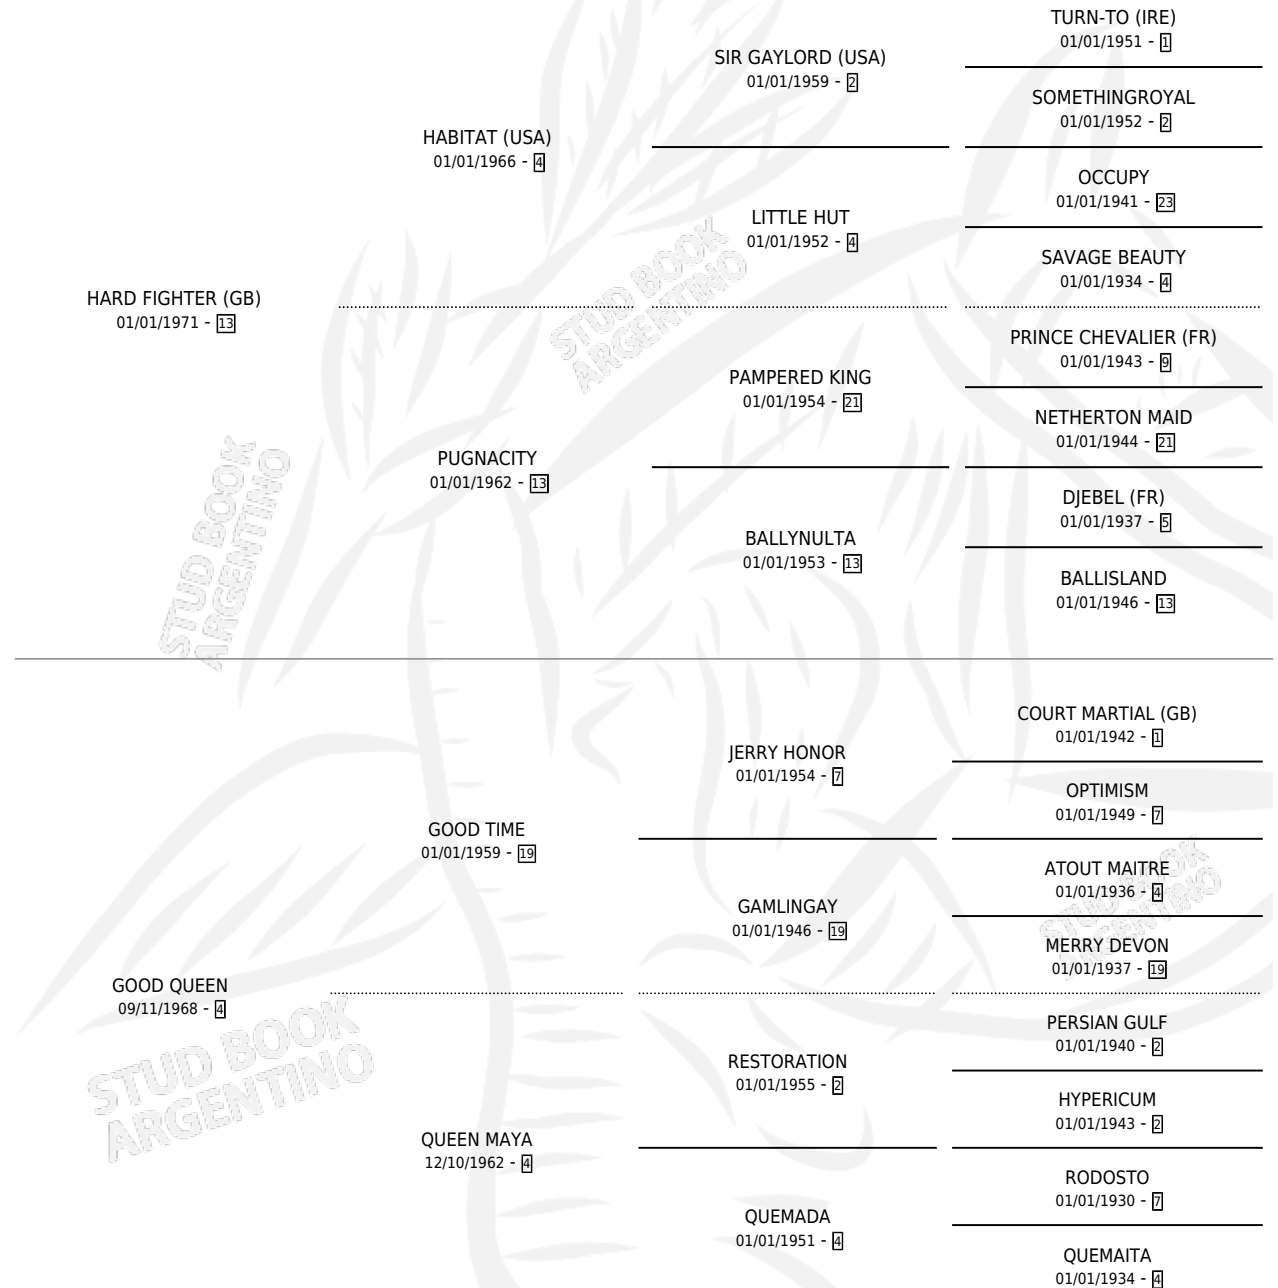 TURN-TO (IRE)
01/01/1951 - 1
SIR GAYLORD (USA)
01/01/1959 - 2
SOMETHINGROYAL
01/01/1952 - 2
HABITAT (USA)
01/01/1966 - 4
OCCUPY
01/01/1941 - 23
LITTLE HUT
01/01/1952 - 4
SAVAGE BEAUTY
01/01/1934 - 4
HARD FIGHTER (GB)
01/01/1971 - 13
PRINCE CHEVALIER (FR)
01/01/1943 - 9
PAMPERED KING
01/01/1954 - 21
NETHERTON MAID
01/01/1944 - 21
PUGNACITY
01/01/1962 - 13
DJEBEL (FR)
01/01/1937 - 5
BALLYNULTA
01/01/1953 - 13
BALLISLAND
01/01/1946 - 13
COURT MARTIAL (GB)
01/01/1942 - 1
JERRY HONOR
01/01/1954 - 7
OPTIMISM
01/01/1949 - 7
GOOD TIME
01/01/1959 - 19
ATOUT MAITRE
01/01/1936 - 4
GAMLINGAY
01/01/1946 - 19
MERRY DEVON
01/01/1937 - 19
GOOD QUEEN
09/11/1968 - 4
PERSIAN GULF
01/01/1940 - 2
RESTORATION
01/01/1955 - 2
HYPERICUM
01/01/1943 - 2
QUEEN MAYA
12/10/1962 - 4
RODOSTO
01/01/1930 - 7
QUEMADA
01/01/1951 - 4
QUEMAITA
01/01/1934 - 4
STUD BOOK
ARGENTINO
STUD BOOK
ARGENTINO
STUD BOOK
ARGENTINO
STUD BOOK
ARGENTINO